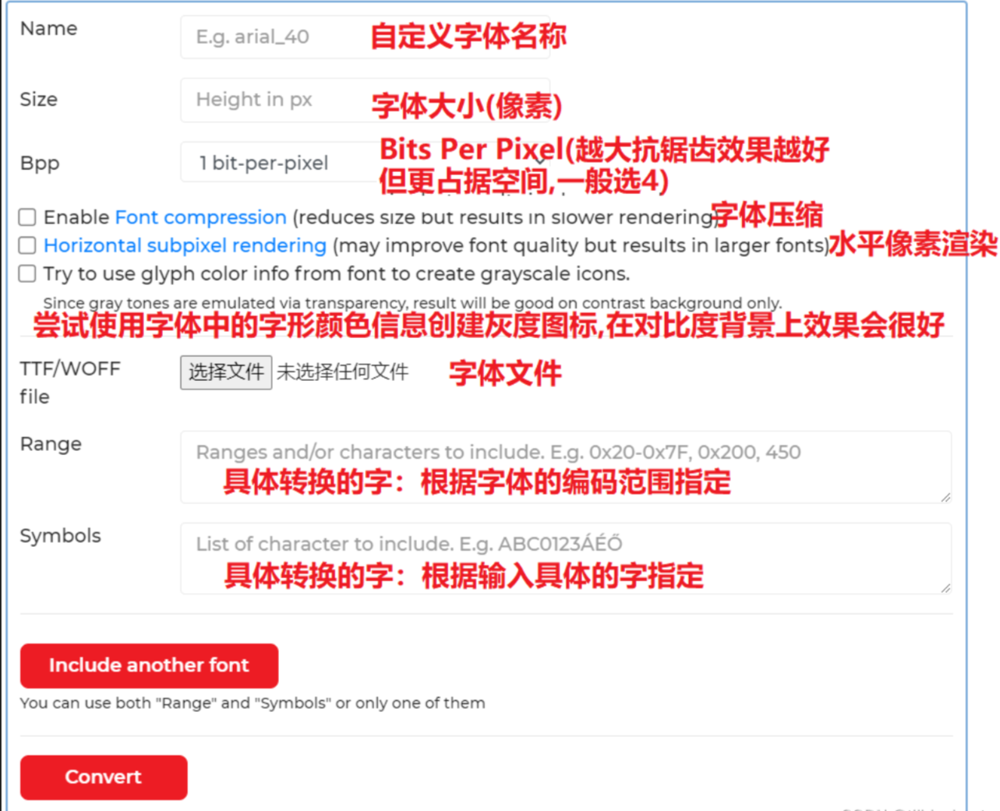 Name
E.g. arial_40 自定义字体名称
Size
Height in px 字体大小(像素)
Bpp
1 bit-per-pixel
Bits Per Pixel(越大抗锯齿效果越好
但更占据空间,一般选4)
Enable Font compression (reduces size but results in slower rendering) 字体压缩
Horizontal subpixel rendering (may improve font quality but results in larger fonts) 水平像素渲染
Try to use glyph color info from font to create grayscale icons.
Since gray tones are emulated via transparency, result will be good on contrast background only.
尝试使用字体中的字形颜色信息创建灰度图标,在对比度背景上效果会很好
TTF/WOFF
file
选择文件 未选择任何文件 字体文件
Range
Ranges and/or characters to include. E.g. 0x20-0x7F, 0x200, 450
具体转换的字：根据字体的编码范围指定
Symbols
List of character to include. E.g. ABC0123ÁÉŐ
具体转换的字：根据输入具体的字指定
Include another font
You can use both "Range" and "Symbols" or only one of them
Convert